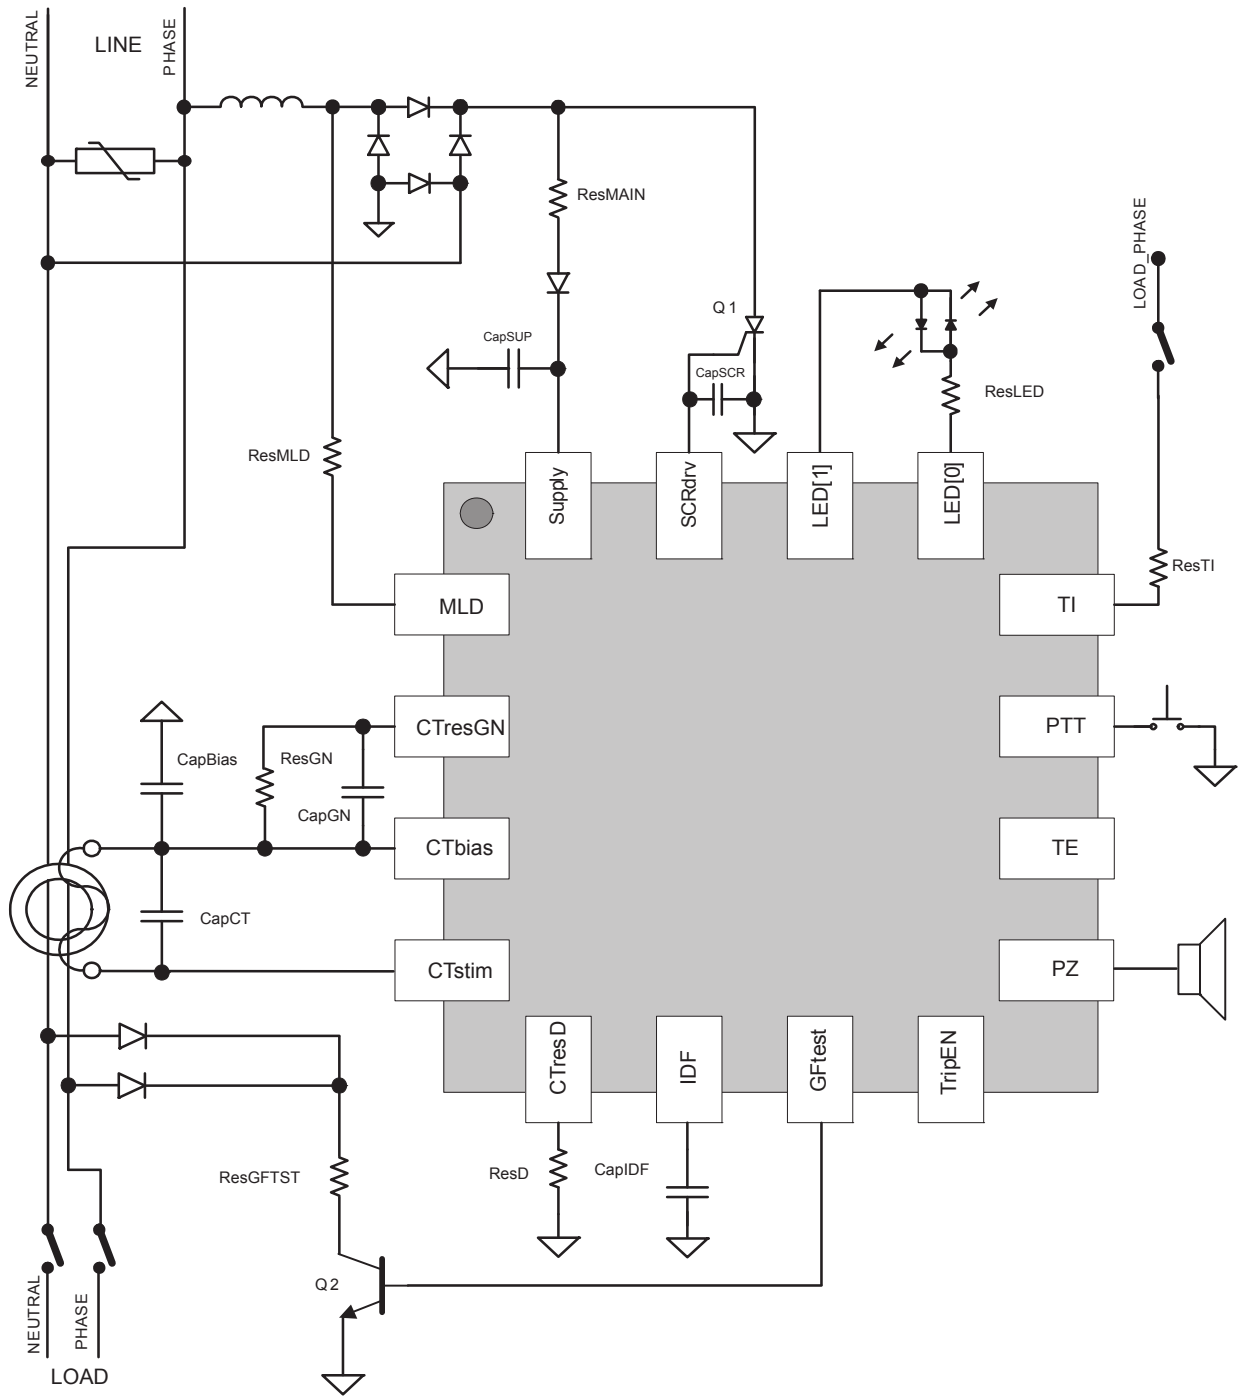 NEUTRAL
LINE
PHASE
ResMAIN
LOAD_PHASE
Q1
CapSUP
CapSCR
ResLED
ResMLD
Supply
SCRdrv
LED[1]
LED[0]
ResTI
MLD
TI
CTresGN
PTT
CapBias
ResGN
CapGN
CTbias
TE
CapCT
CTstim
PZ
CTresD
IDF
GFtest
TripEN
ResGFTST
ResD
CapIDF
Q2
NEUTRAL
PHASE
LOAD